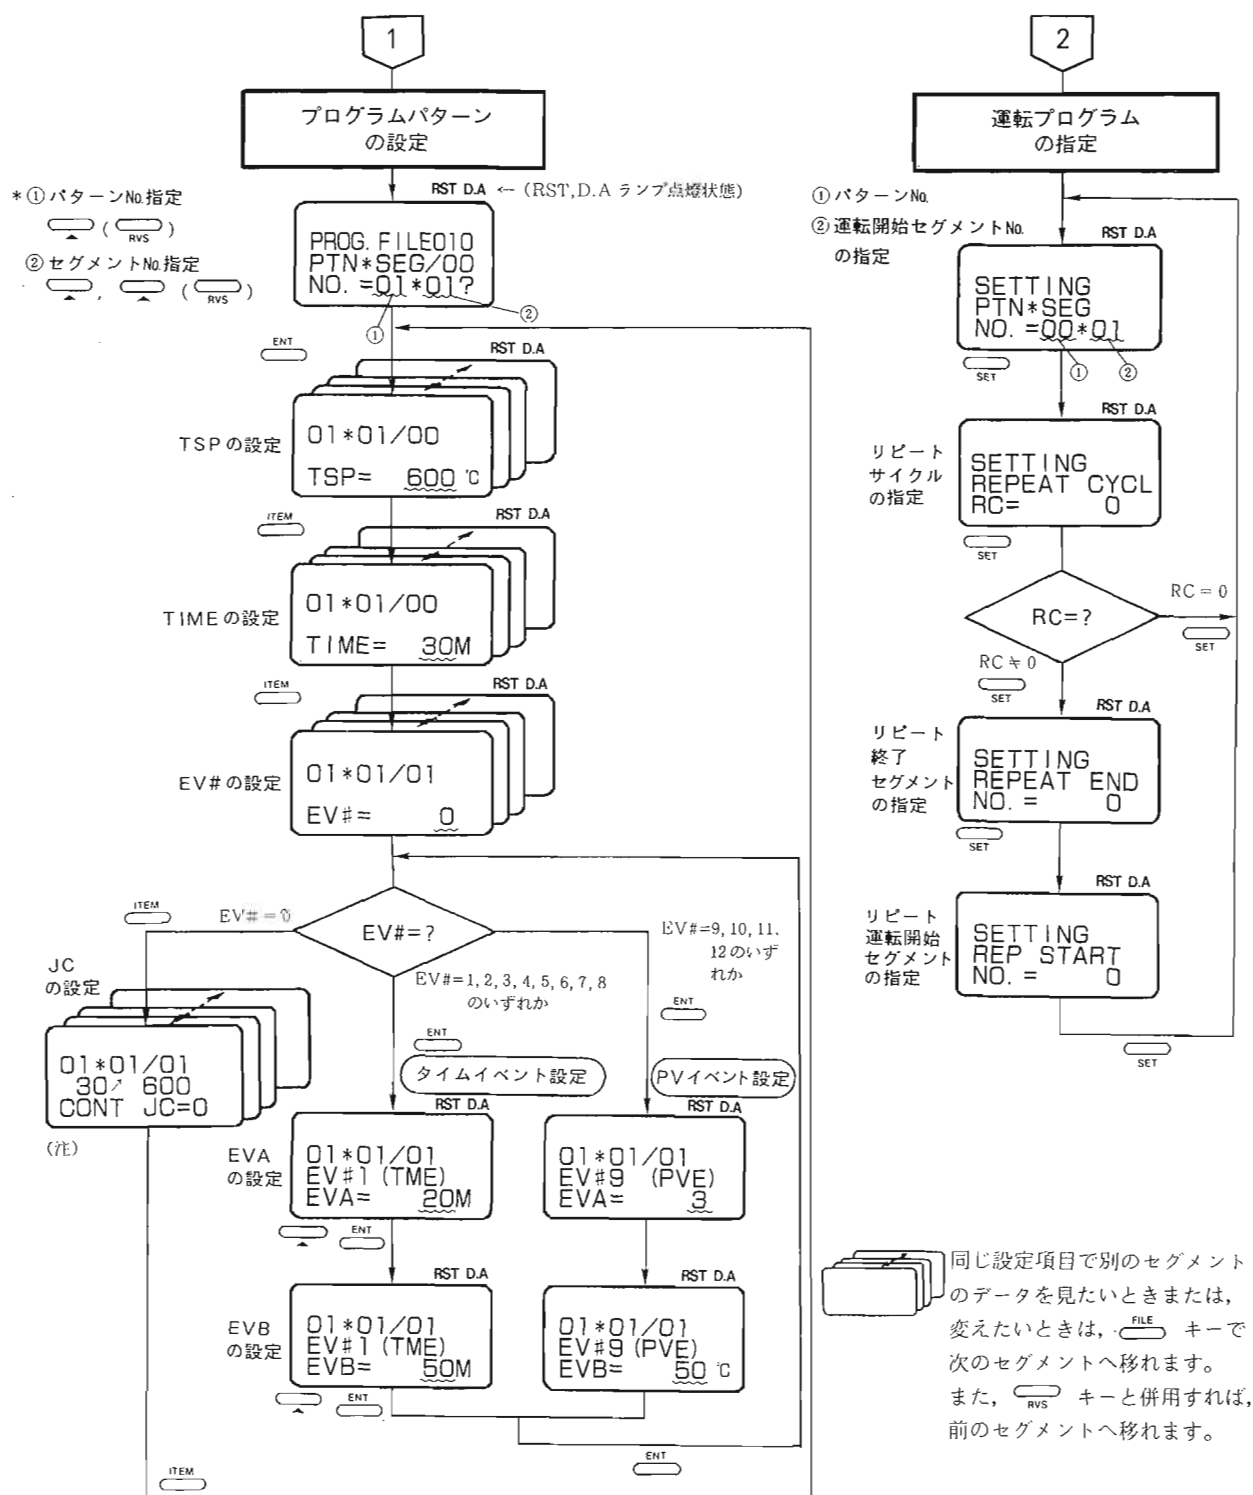 1
プログラムパターン
の設定
RST D.A ← (RST,D.A ランプ点燈状態)
*①パターンNo.指定
(RVS)
②セグメントNo.指定
, (RVS)
PROG. FILE010
PTN*SEG/00
NO. =01*01?
① ②
ENT
RST D.A
TSPの設定
01*01/00
TSP= 600 ℃
ITEM
RST D.A
TIMEの設定
01*01/00
TIME= 30M
ITEM
RST D.A
EV#の設定
01*01/01
EV#= 0
EV#=?
ITEM
EV#=0
JC
の設定
01*01/01
30↗ 600
CONT JC=0
(注)
ITEM
EV#=1, 2, 3, 4, 5, 6, 7, 8
のいずれか
ENT
タイムイベント設定
RST D.A
EVA
の設定
01*01/01
EV#1 (TME)
EVA= 20M
ENT
RST D.A
EVB
の設定
01*01/01
EV#1 (TME)
EVB= 50M
ENT
EV#=9, 10, 11,
12のいず
れか
ENT
PVイベント設定
RST D.A
01*01/01
EV#9 (PVE)
EVA= 3
RST D.A
01*01/01
EV#9 (PVE)
EVB= 50 ℃
ENT
2
運転プログラム
の指定
①パターンNo.
②運転開始セグメントNo.
の指定
RST D.A
SETTING
PTN*SEG
NO. =00*01
① ②
SET
RST D.A
リピート
サイクル
の指定
SETTING
REPEAT CYCL
RC= 0
SET
RC=?
RC = 0
SET
RC ≒ 0
SET
RST D.A
リピート
終了
セグメント
の指定
SETTING
REPEAT END
NO. = 0
SET
RST D.A
リピート
運転開始
セグメント
の指定
SETTING
REP START
NO. = 0
SET
同じ設定項目で別のセグメント
のデータを見たいときまたは,
変えたいときは, FILE キーで
次のセグメントへ移れます。
また, RVS キーと併用すれば,
前のセグメントへ移れます。